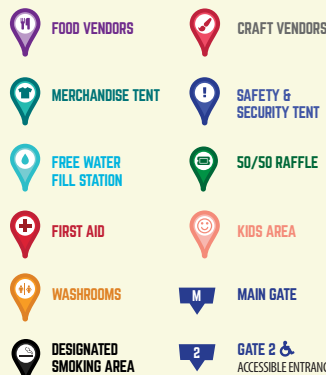 FOOD VENDORS
CRAFT VENDORS
MERCHANDISE TENT
!
SAFETY &
SECURITY TENT
FREE WATER
FILL STATION
50/50 RAFFLE
FIRST AID
KIDS AREA
WASHROOMS
M
MAIN GATE
DESIGNATED
SMOKING AREA
2
GATE 2
ACCESSIBLE